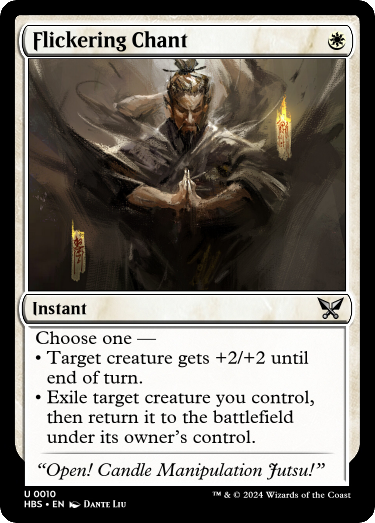 Flickering Chant
Instant
Choose one —
• Target creature gets +2/+2 until
end of turn.
• Exile target creature you control,
then return it to the battlefield
under its owner's control.
"Open! Candle Manipulation Jutsu!"
U 0010
HBS • EN Dante Liu
™ & © 2024 Wizards of the Coast